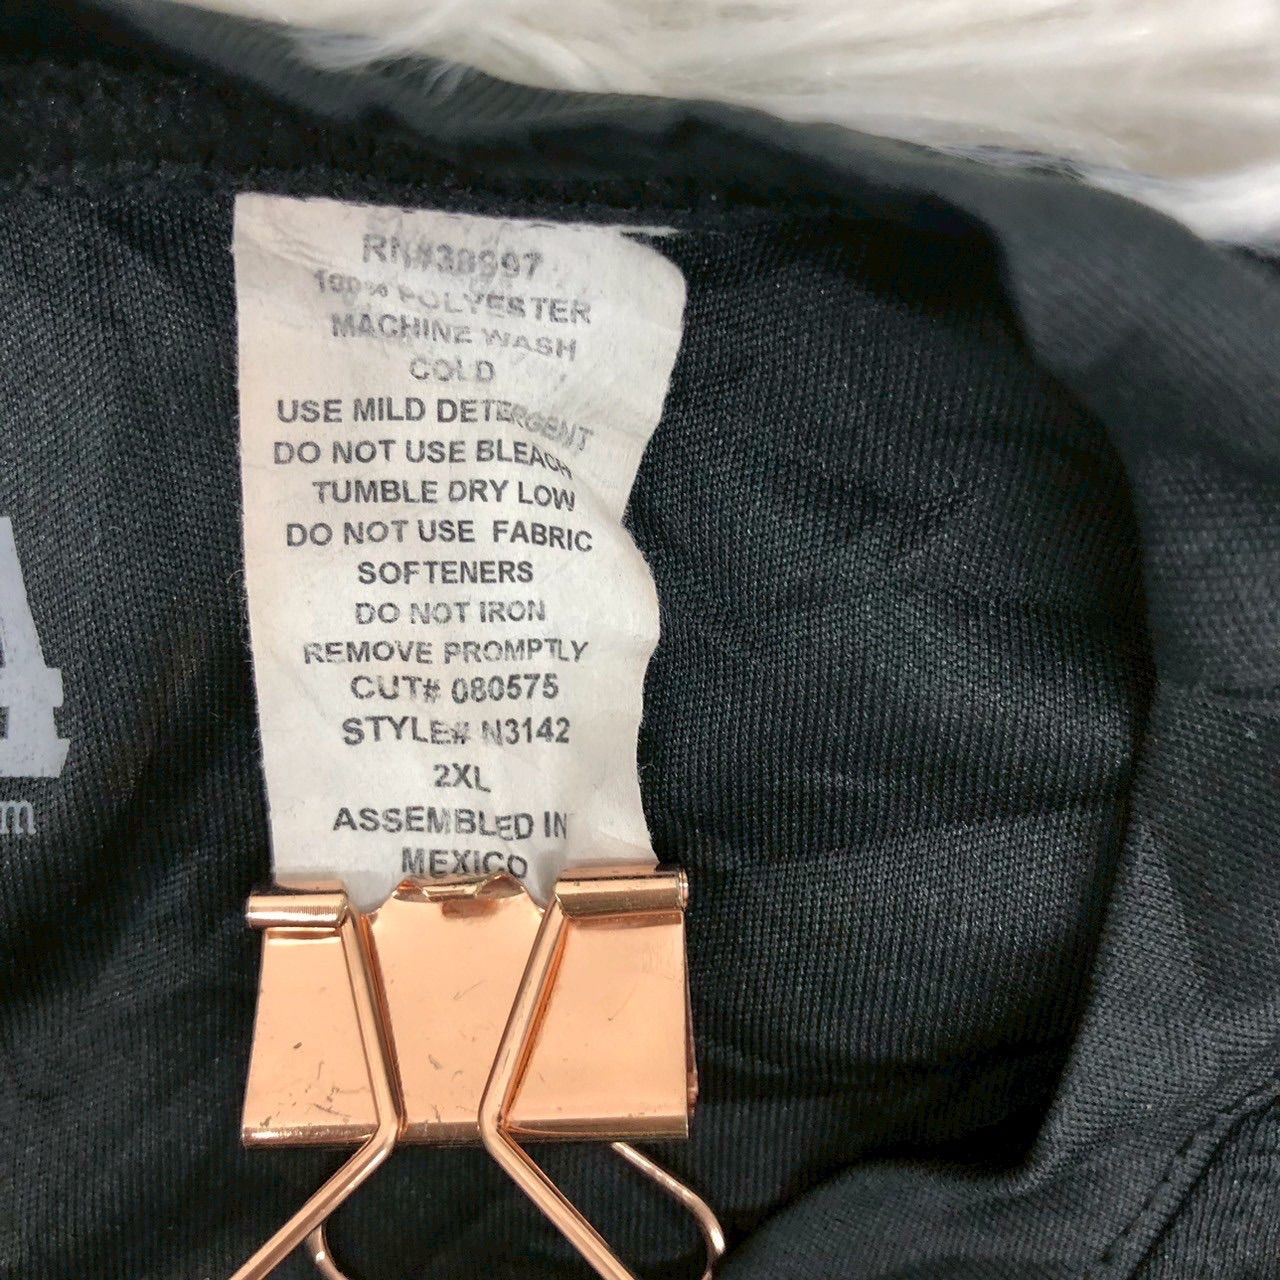 RN#38997
100% POLYESTER
MACHINE WASH
COLD
USE MILD DETERGENT
DO NOT USE BLEACH
TUMBLE DRY LOW
DO NOT USE FABRIC
SOFTENERS
DO NOT IRON
REMOVE PROMPTLY
CUT# 080575
STYLE# N3142
2XL
ASSEMBLED IN
MEXICO
4
m